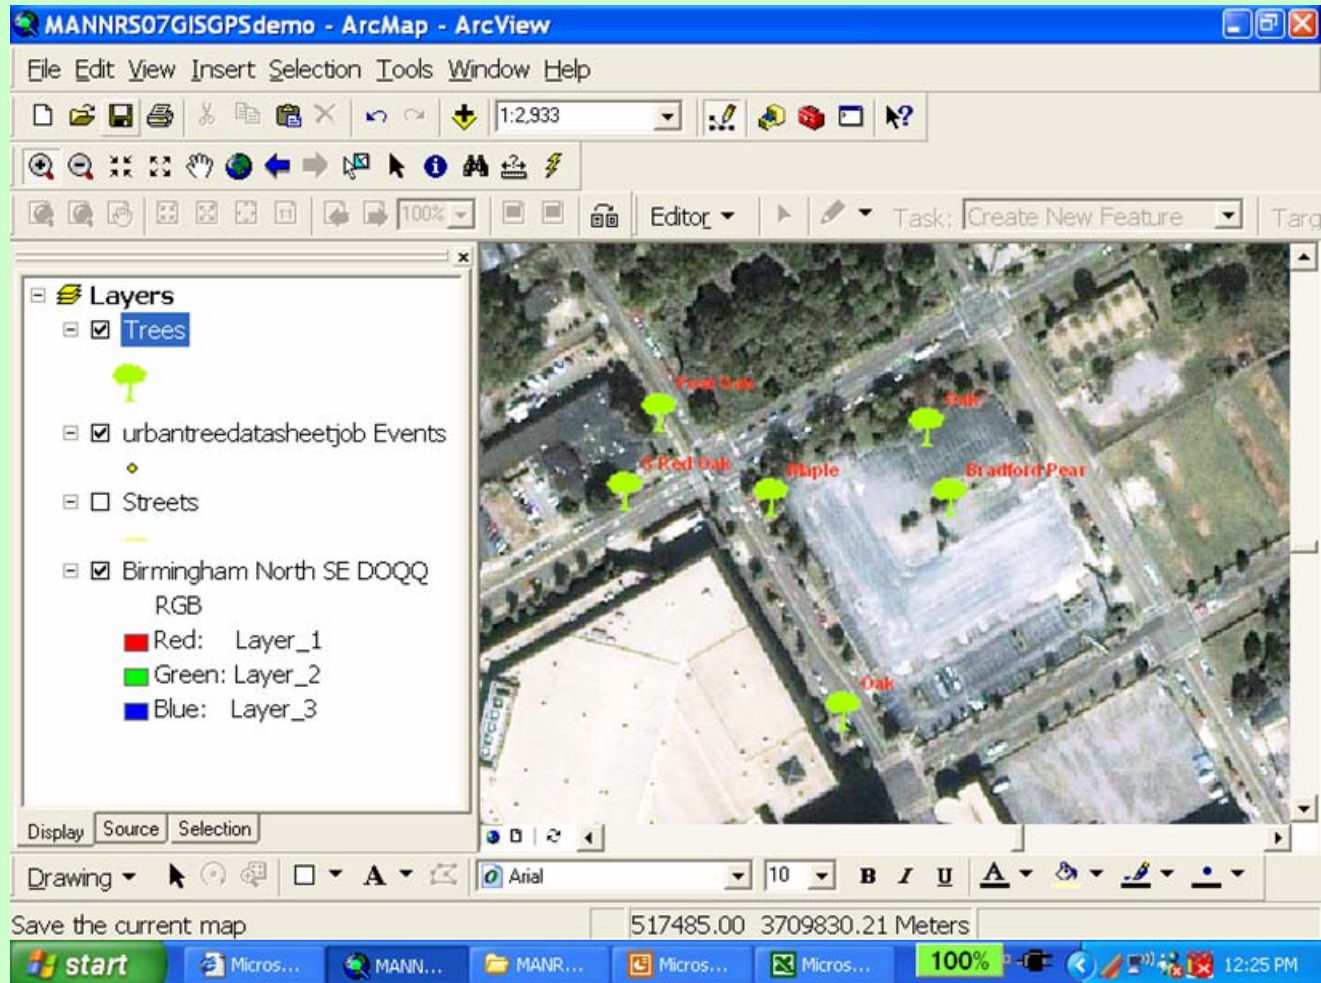 MANNRS07GISGPSdemo - ArcMap - ArcView
File Edit View Insert Selection Tools Window Help
1:2,933
100% Editor Task: Create New Feature Targ
Layers
Trees
urbantreedatasheetjob Events
Streets
Birmingham North SE DOQQ
RGB
Red: Layer_1
Green: Layer_2
Blue: Layer_3
Display Source Selection
Oak
S Red Oak
Maple
Bradford Pear
Oak
Drawing A Arial 10 B I U A
Save the current map 517485.00 3709830.21 Meters
start Micros... MANN... MANR... Micros... Micros... 100% 12:25 PM